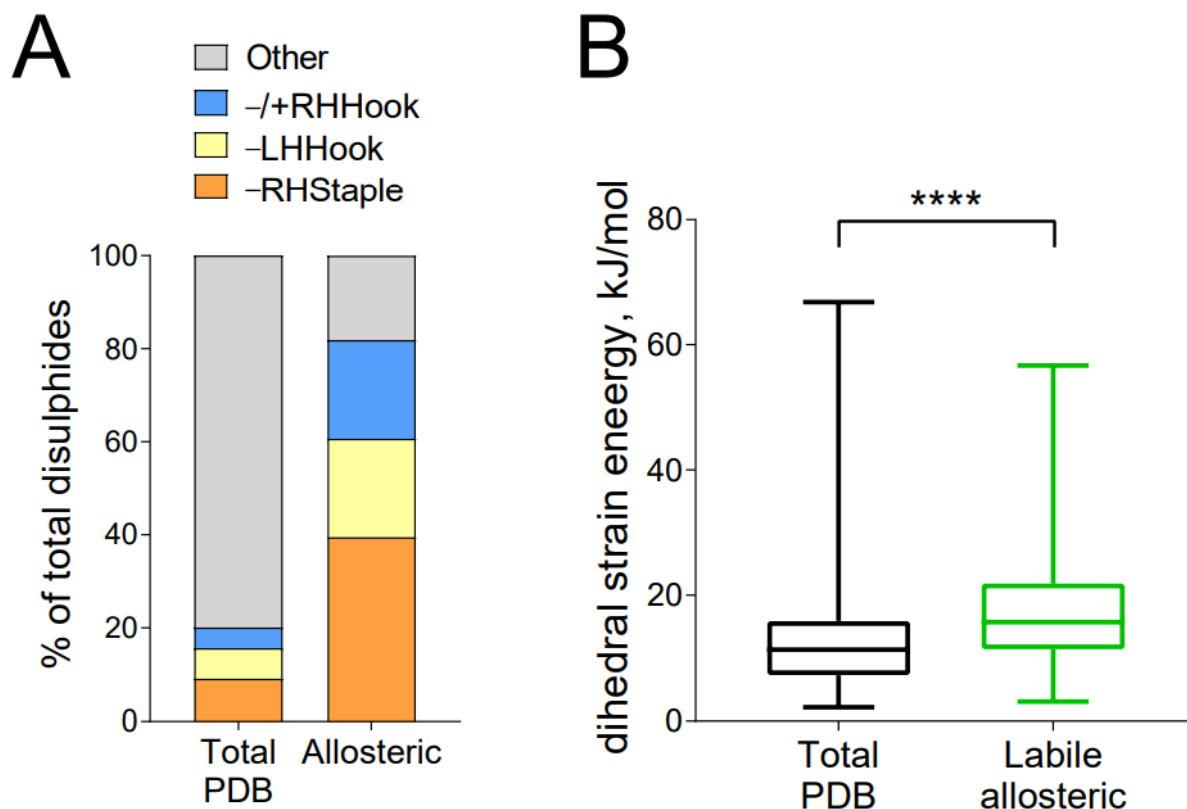 A
Other
–/+RHHook
–LHHook
–RHStaple
% of total disulphides
100
80
60
40
20
0
Total
PDB
Allosteric
B
dihedral strain eneergy, kJ/mol
80
60
40
20
0
****
Total
PDB
Labile
allosteric